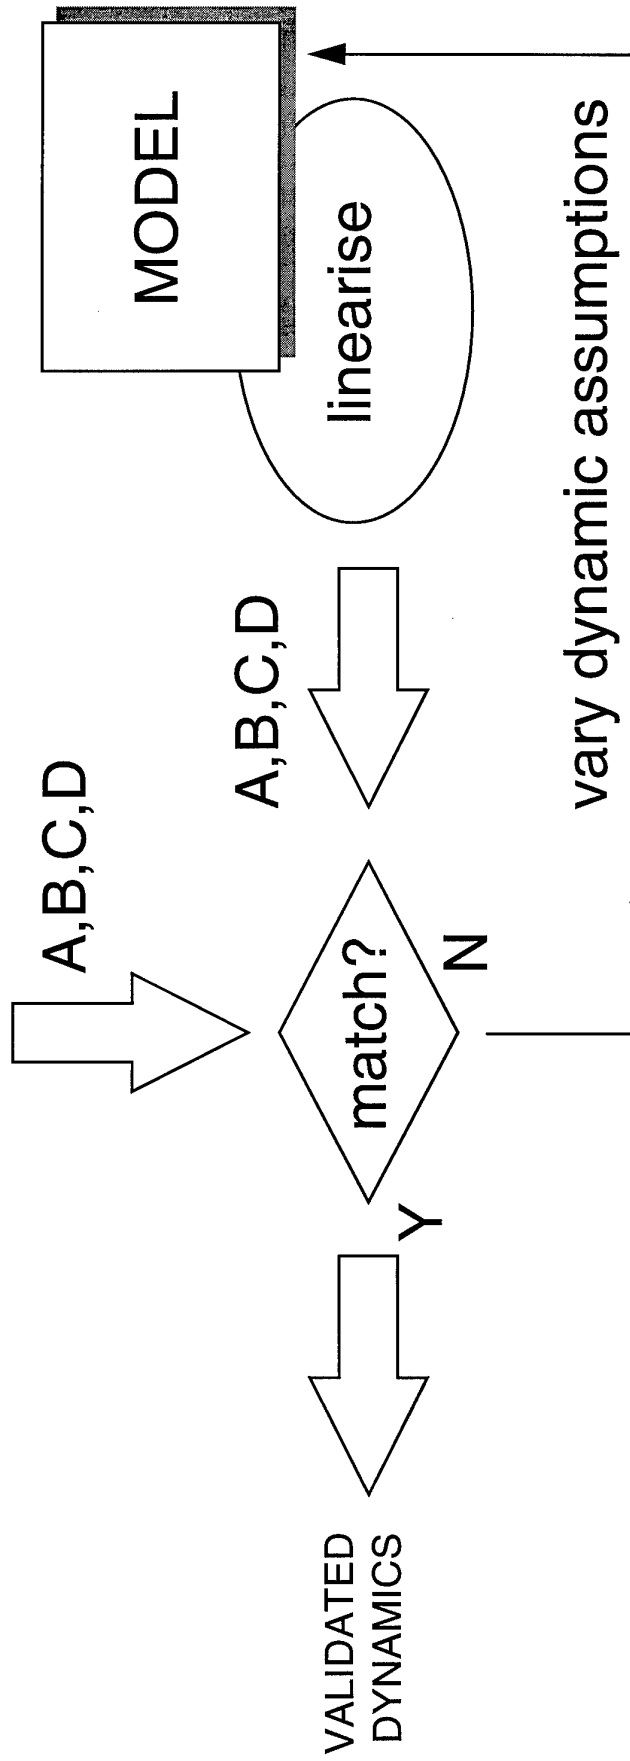 A,B,C,D
MODEL
A,B,C,D
VALIDATED
DYNAMICS
Y
match?
linearise
N
vary dynamic assumptions